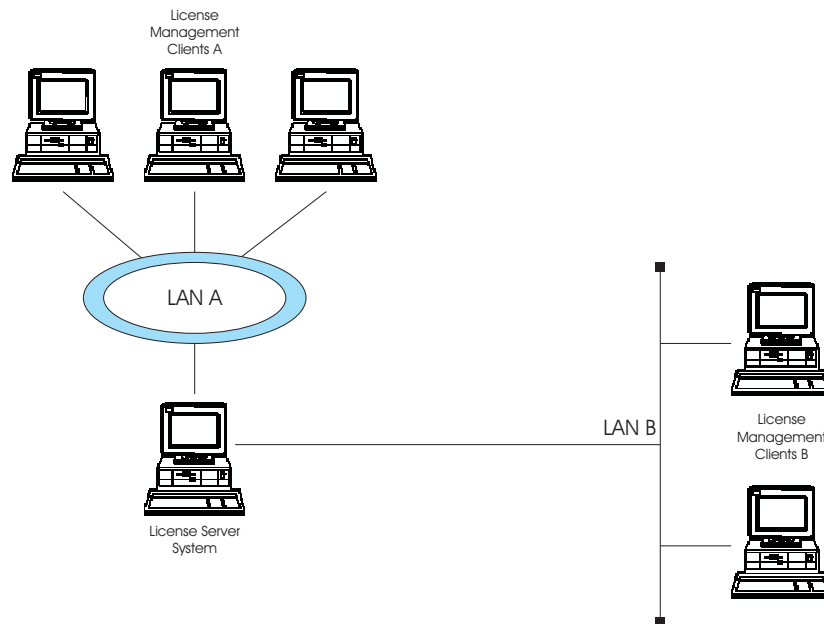 License
Management
Clients A
LAN A
LAN B
License
Management
Clients B
License Server
System